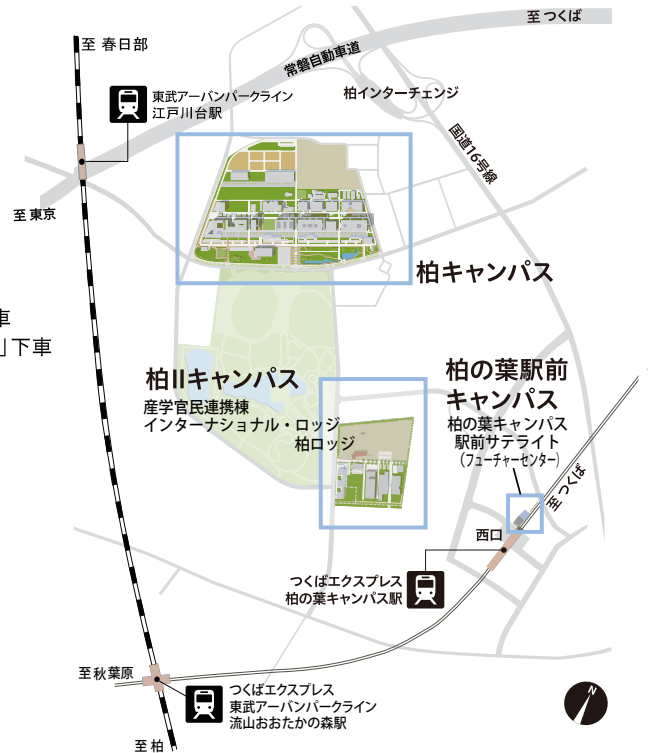 至 つくば
至 春日部
常磐自動車道
東武アーバンパークライン
江戸川台駅
柏インターチェンジ
国道16号線
至 東京
柏キャンパス
車
」下車
柏IIキャンパス
産学官民連携棟
インターナショナル・ロッジ
柏ロッジ
柏の葉駅前
キャンパス
柏の葉キャンパス
駅前サテライト
(フューチャーセンター)
至 つくば
西口
つくばエクスプレス
柏の葉キャンパス駅
至秋葉原
つくばエクスプレス
東武アーバンパークライン
流山おおたかの森駅
至 柏
N